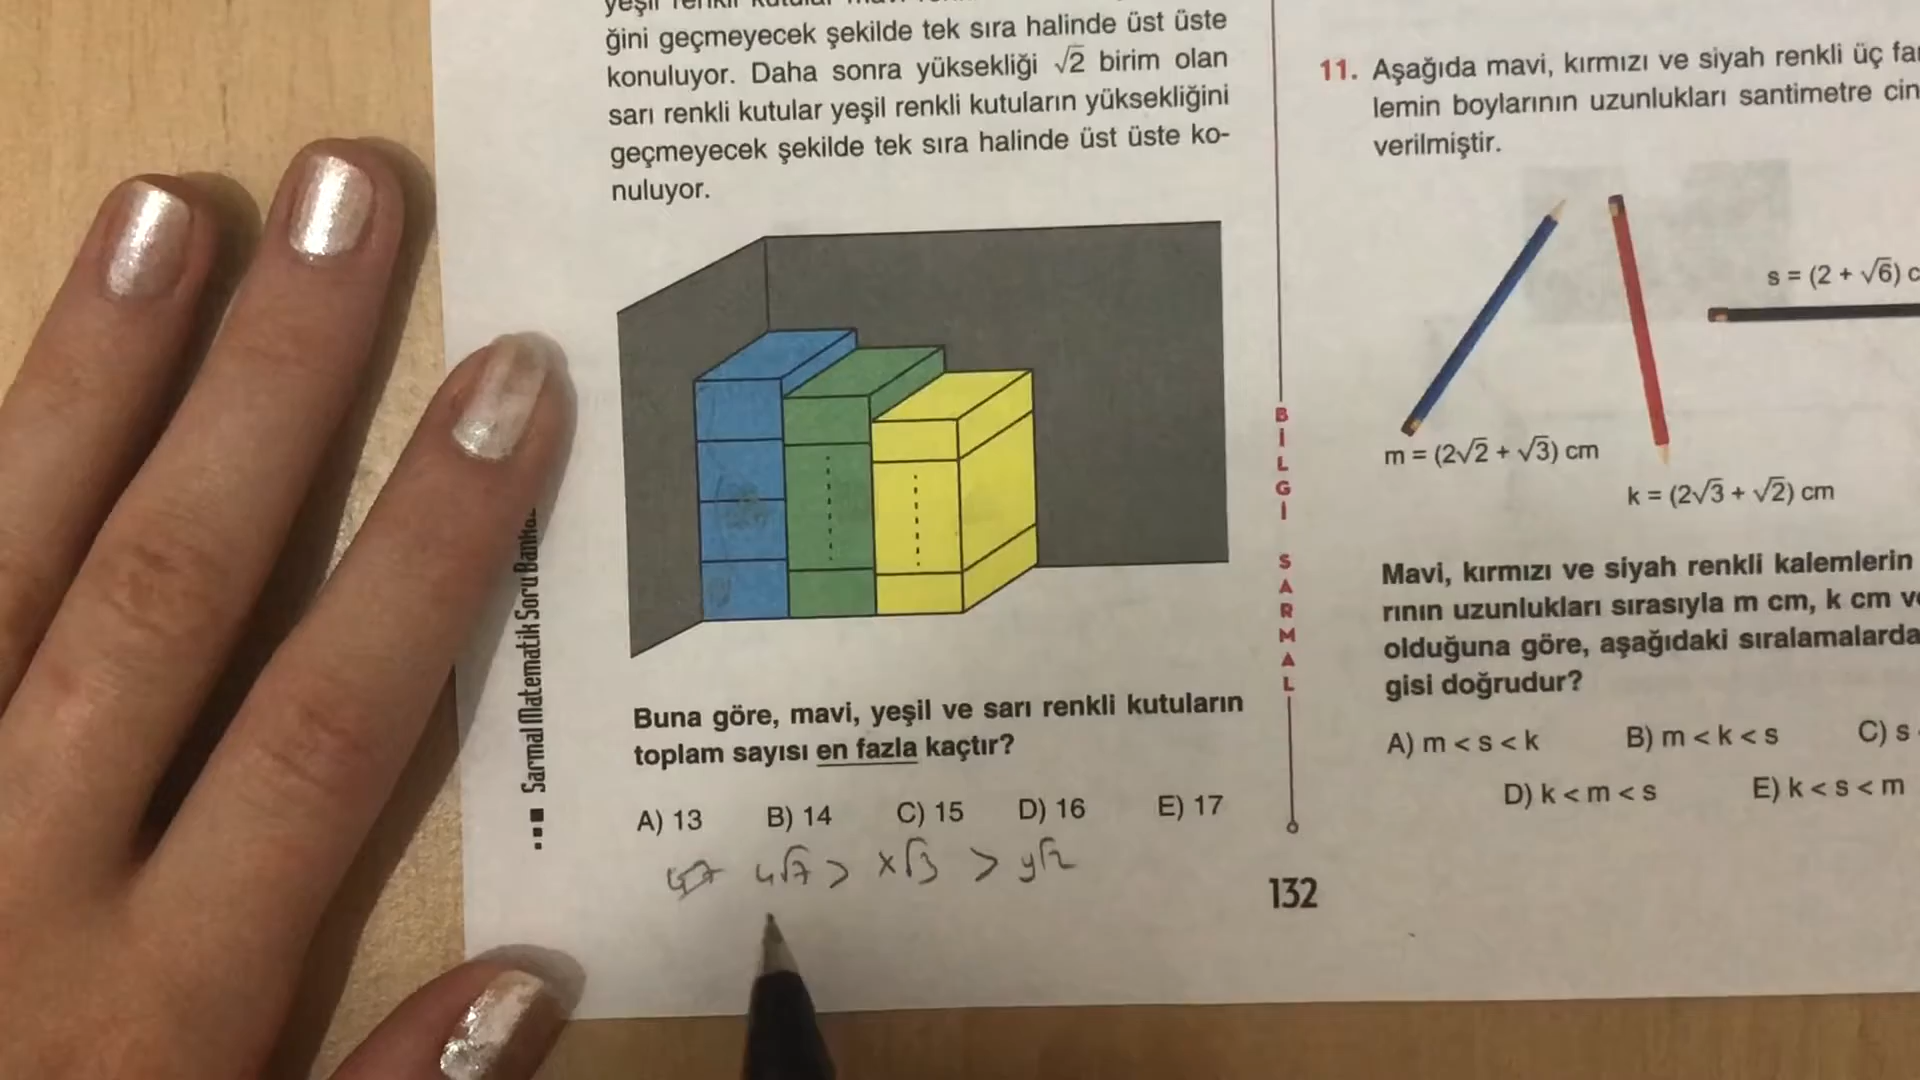 yeşil renkli kutular
ğini geçmeyecek şekilde tek sıra halinde üst üste
konuluyor. Daha sonra yüksekliği √2 birim olan
sarı renkli kutular yeşil renkli kutuların yüksekliğini
geçmeyecek şekilde tek sıra halinde üst üste ko-
nuluyor.
Buna göre, mavi, yeşil ve sarı renkli kutuların
toplam sayısı en fazla kaçtır?
A) 13 B) 14 C) 15 D) 16 E) 17
4√7 > x√3 > y√2
Sarmal Matematik Soru
BİLGİ SARMAL
132
11. Aşağıda mavi, kırmızı ve siyah renkli üç
lemin boylarının uzunlukları santimetre cin
verilmiştir.
s = (2 + √6) c
m = (2√2 + √3) cm
k = (2√3 + √2) cm
Mavi, kırmızı ve siyah renkli kalemlerin
rının uzunlukları sırasıyla m cm, k cm
olduğuna göre, aşağıdaki sıralamalarda
gisi doğrudur?
A) m < s < k B) m < k < s C) s
D) k < m < s E) k < s < m